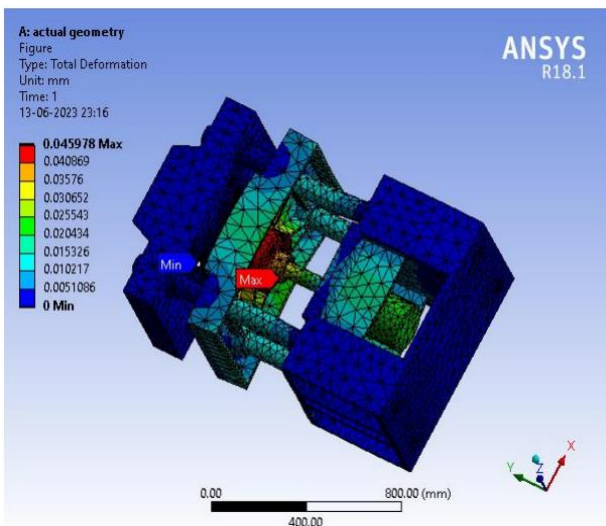 A: actual geometry
Figure
Type: Total Deformation
Unit: mm
Time: 1
13-06-2023 23:16
ANSYS
R18.1
0.045978 Max
0.040869
0.03576
0.030652
0.025543
0.020434
0.015326
0.010217
0.0051086
0 Min
Min
Max
X
Y
Z
0.00
800.00 (mm)
400.00